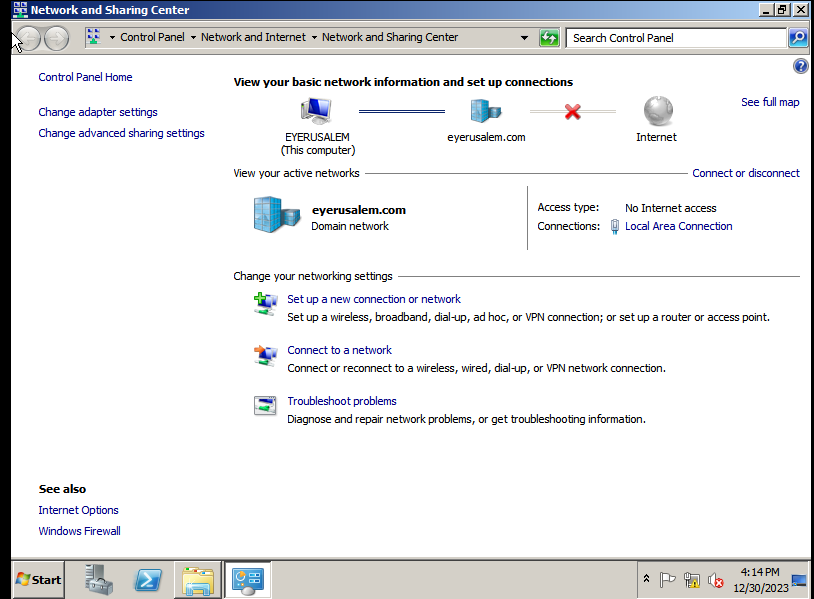 Network and Sharing Center
Control Panel Network and Internet Network and Sharing Center
Search Control Panel
Control Panel Home
Change adapter settings
Change advanced sharing settings
View your basic network information and set up connections
See full map
EYERUSALEM
(This computer)
eyerusalem.com
Internet
View your active networks
Connect or disconnect
eyerusalem.com
Domain network
Access type: No Internet access
Connections: Local Area Connection
Change your networking settings
Set up a new connection or network
Set up a wireless, broadband, dial-up, ad hoc, or VPN connection; or set up a router or access point.
Connect to a network
Connect or reconnect to a wireless, wired, dial-up, or VPN network connection.
Troubleshoot problems
Diagnose and repair network problems, or get troubleshooting information.
See also
Internet Options
Windows Firewall
Start
4:14 PM
12/30/2023